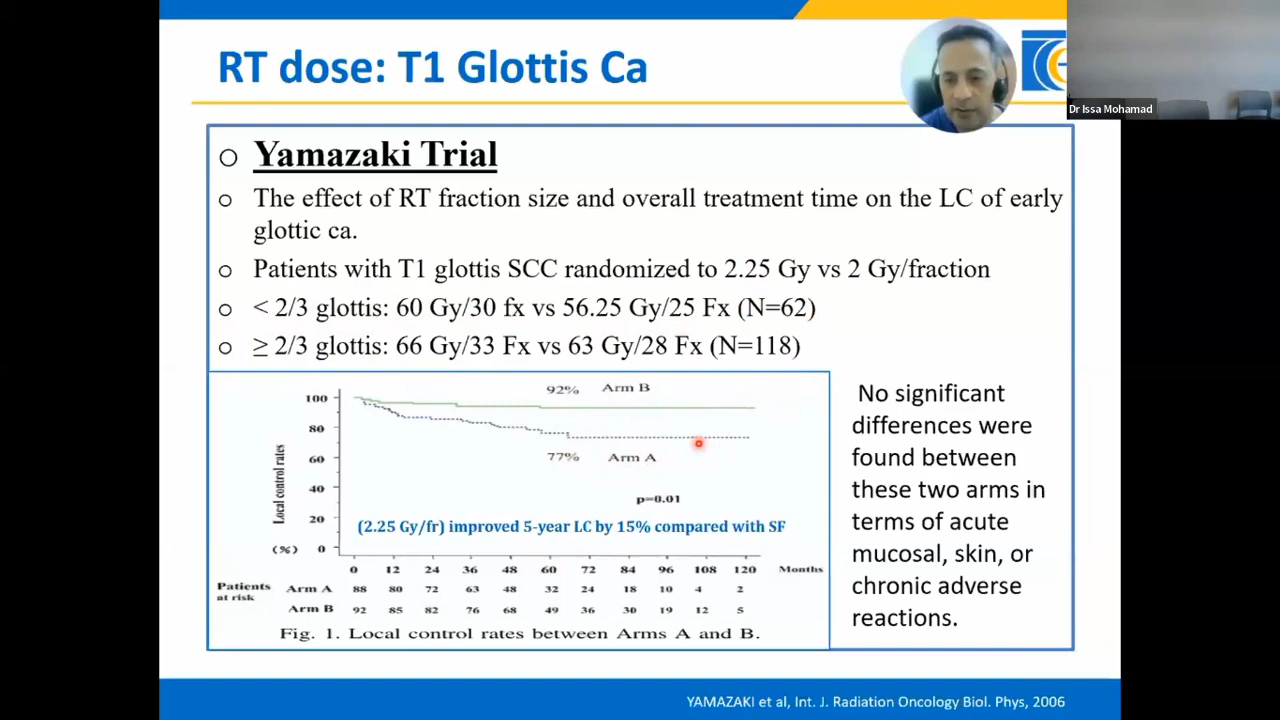 RT dose: T1 Glottis Ca
Dr Issa Mohamad
Yamazaki Trial
The effect of RT fraction size and overall treatment time on the LC of early
glottic ca.
Patients with T1 glottis SCC randomized to 2.25 Gy vs 2 Gy/fraction
< 2/3 glottis: 60 Gy/30 fx vs 56.25 Gy/25 Fx (N=62)
≥ 2/3 glottis: 66 Gy/33 Fx vs 63 Gy/28 Fx (N=118)
100
80
60
40
20
0
Local control rates
(%)
92% Arm B
77% Arm A
p=0.01
(2.25 Gy/fr) improved 5-year LC by 15% compared with SF
0 12 24 36 48 60 72 84 96 108 120 Months
Patients
at risk
Arm A 88 80 72 63 48 32 24 18 10 4 2
Arm B 92 85 82 76 68 49 36 30 19 12 5
Fig. 1. Local control rates between Arms A and B.
No significant
differences were
found between
these two arms in
terms of acute
mucosal, skin, or
chronic adverse
reactions.
YAMAZAKI et al, Int. J. Radiation Oncology Biol. Phys, 2006